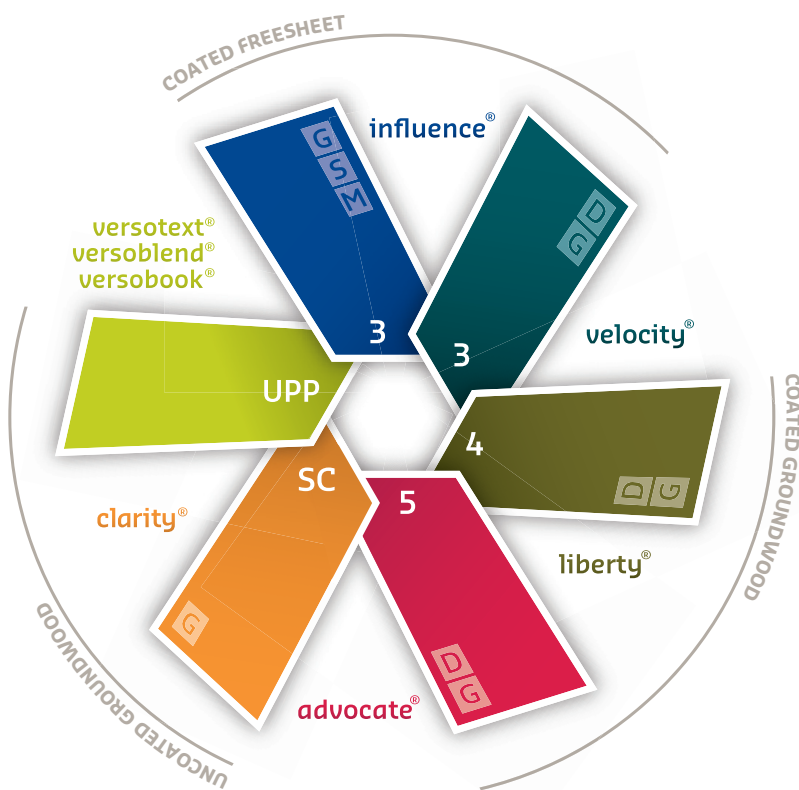 COATED FREESHEET
influence®
G
S
M
3
D
G
3
velocity®
versotext®
versoblend®
versobook®
UPP
4
D G
COATED GROUNDWOOD
liberty®
SC
G
clarity®
5
D
G
advocate®
UNCOATED GROUNDWOOD